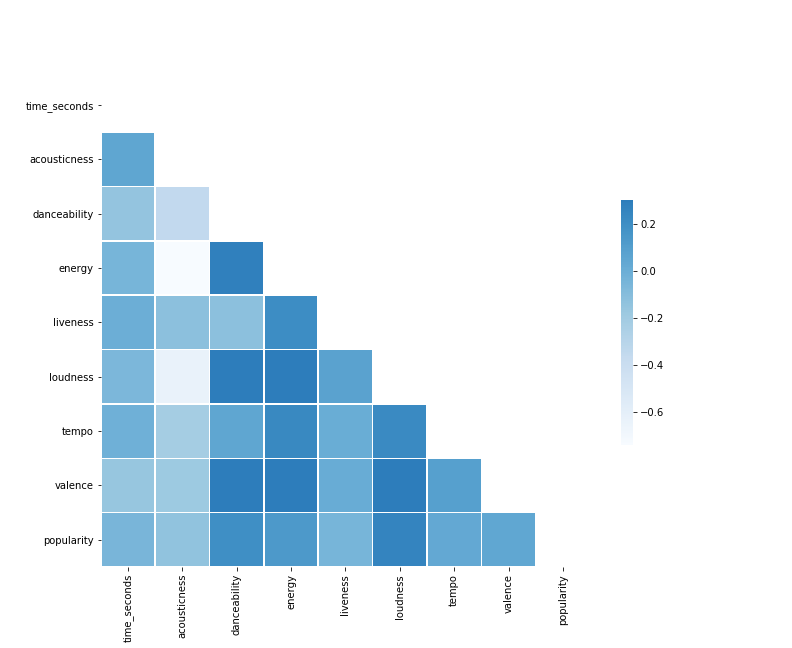 time_seconds
acousticness
danceability
energy
liveness
loudness
tempo
valence
popularity
time_seconds
acousticness
danceability
energy
liveness
loudness
tempo
valence
popularity
0.2
0.0
−0.2
−0.4
−0.6